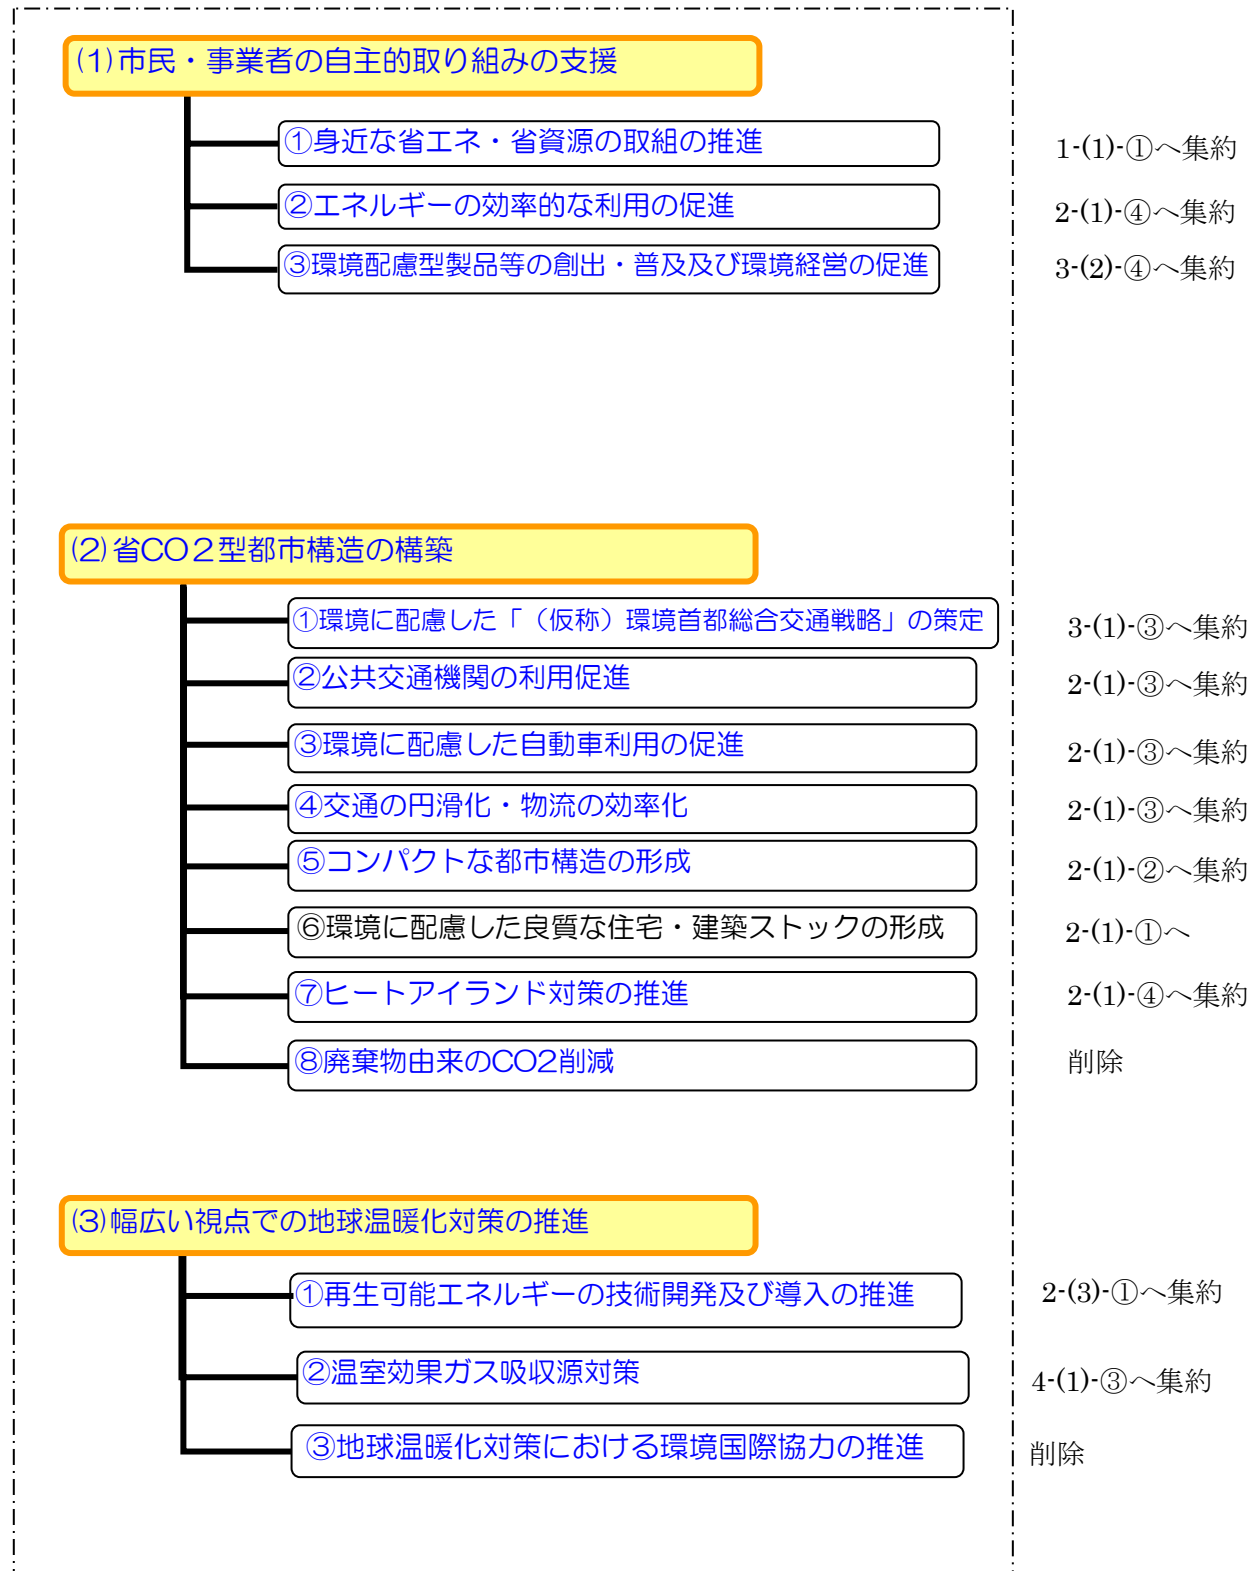 (1)市民・事業者の自主的取り組みの支援
①身近な省エネ・省資源の取組の推進
1-(1)-①へ集約
②エネルギーの効率的な利用の促進
2-(1)-④へ集約
③環境配慮型製品等の創出・普及及び環境経営の促進
3-(2)-④へ集約
(2)省CO2型都市構造の構築
①環境に配慮した「（仮称）環境首都総合交通戦略」の策定
3-(1)-③へ集約
②公共交通機関の利用促進
2-(1)-③へ集約
③環境に配慮した自動車利用の促進
2-(1)-③へ集約
④交通の円滑化・物流の効率化
2-(1)-③へ集約
⑤コンパクトな都市構造の形成
2-(1)-②へ集約
⑥環境に配慮した良質な住宅・建築ストックの形成
2-(1)-①へ
⑦ヒートアイランド対策の推進
2-(1)-④へ集約
⑧廃棄物由来のCO2削減
削除
(3)幅広い視点での地球温暖化対策の推進
①再生可能エネルギーの技術開発及び導入の推進
2-(3)-①へ集約
②温室効果ガス吸収源対策
4-(1)-③へ集約
③地球温暖化対策における環境国際協力の推進
削除